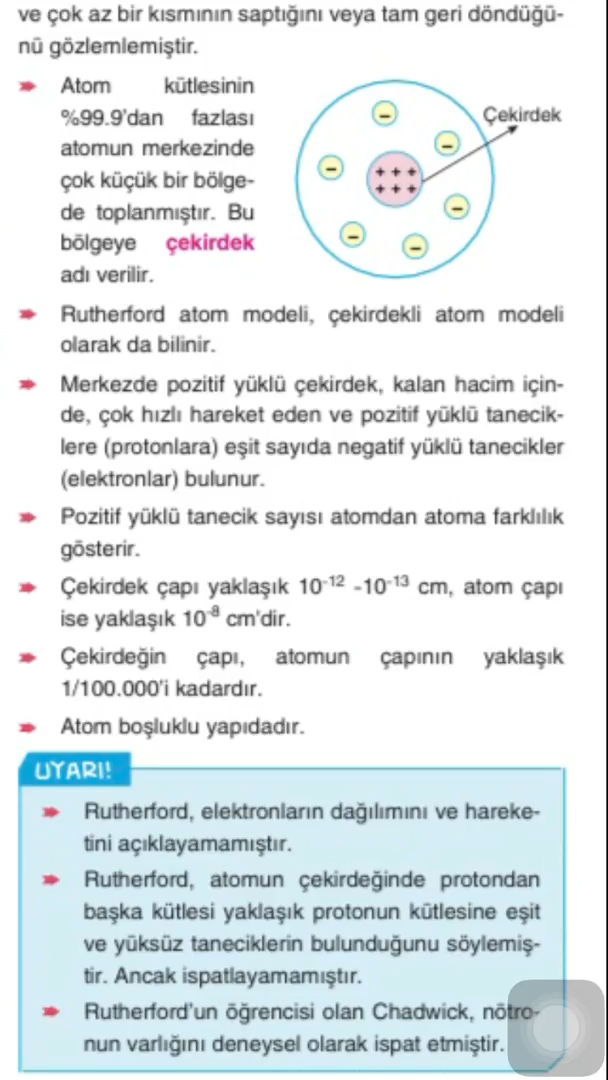 ve çok az bir kısmının saptığını veya tam geri döndüğü-
nü gözlemlemiştir.
Atom kütlesinin
%99.9'dan fazlası
atomun merkezinde
çok küçük bir bölge-
de toplanmıştır. Bu
bölgeye çekirdek
adı verilir.
Çekirdek
+ + +
+ + +
Rutherford atom modeli, çekirdekli atom modeli
olarak da bilinir.
Merkezde pozitif yüklü çekirdek, kalan hacim için-
de, çok hızlı hareket eden ve pozitif yüklü tanecik-
lere (protonlara) eşit sayıda negatif yüklü tanecikler
(elektronlar) bulunur.
Pozitif yüklü tanecik sayısı atomdan atoma farklılık
gösterir.
Çekirdek çapı yaklaşık 10⁻¹² -10⁻¹³ cm, atom çapı
ise yaklaşık 10⁻⁸ cm'dir.
Çekirdeğin çapı, atomun çapının yaklaşık
1/100.000'i kadardır.
Atom boşluklu yapıdadır.
UYARI!
Rutherford, elektronların dağılımını ve hareke-
tini açıklayamamıştır.
Rutherford, atomun çekirdeğinde protondan
başka kütlesi yaklaşık protonun kütlesine eşit
ve yüksüz taneciklerin bulunduğunu söylemiş-
tir. Ancak ispatlayamamıştır.
Rutherford'un öğrencisi olan Chadwick, nötro-
nun varlığını deneysel olarak ispat etmiştir.